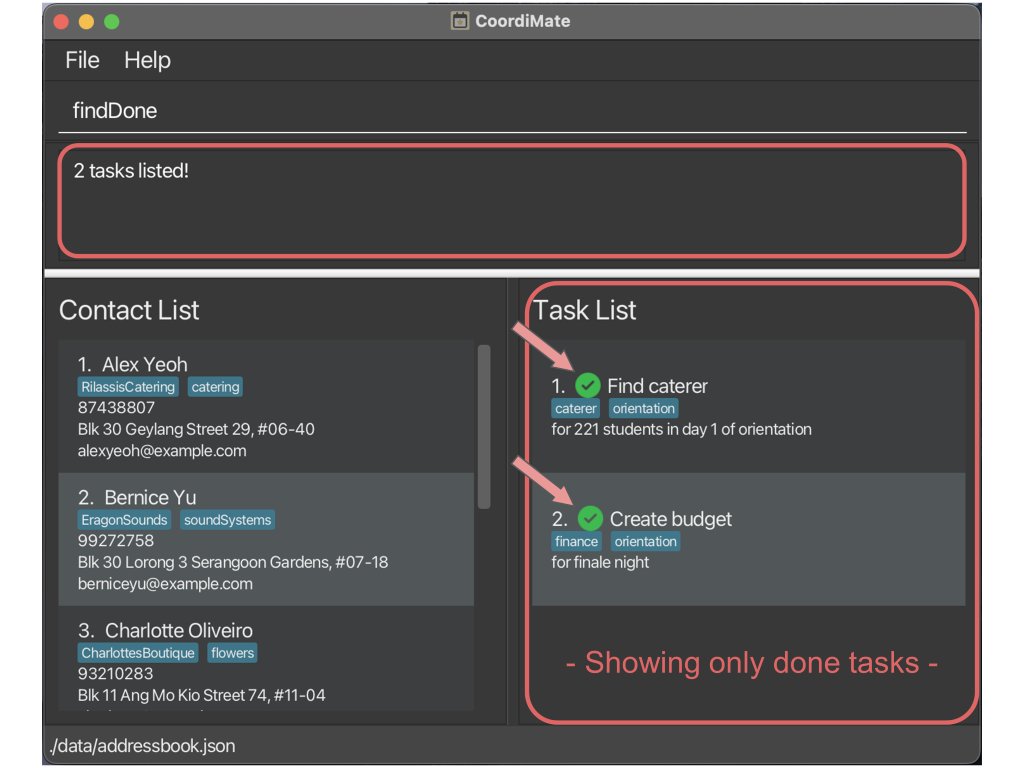 CoordiMate
File Help
findDone
2 tasks listed!
Contact List
1. Alex Yeoh
RilassisCatering catering
87438807
Blk 30 Geylang Street 29, #06-40
alexyeoh@example.com
2. Bernice Yu
EragonSounds soundSystems
99272758
Blk 30 Lorong 3 Serangoon Gardens, #07-18
berniceyu@example.com
3. Charlotte Oliveiro
CharlottesBoutique flowers
93210283
Blk 11 Ang Mo Kio Street 74, #11-04
Task List
1. Find caterer
caterer orientation
for 221 students in day 1 of orientation
2. Create budget
finance orientation
for finale night
- Showing only done tasks -
./data/addressbook.json